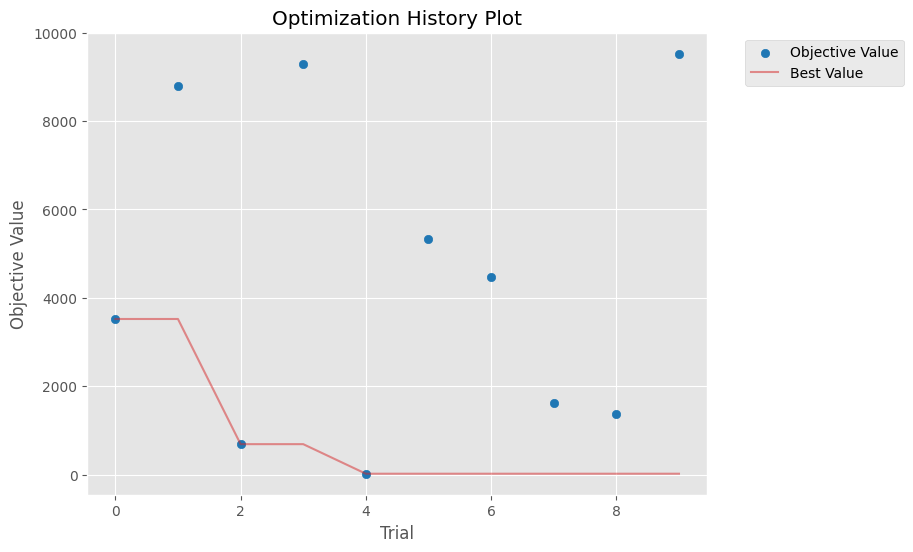 Optimization History Plot
Objective Value
Best Value
10000
8000
6000
4000
2000
0
Objective Value
0 2 4 6 8
Trial